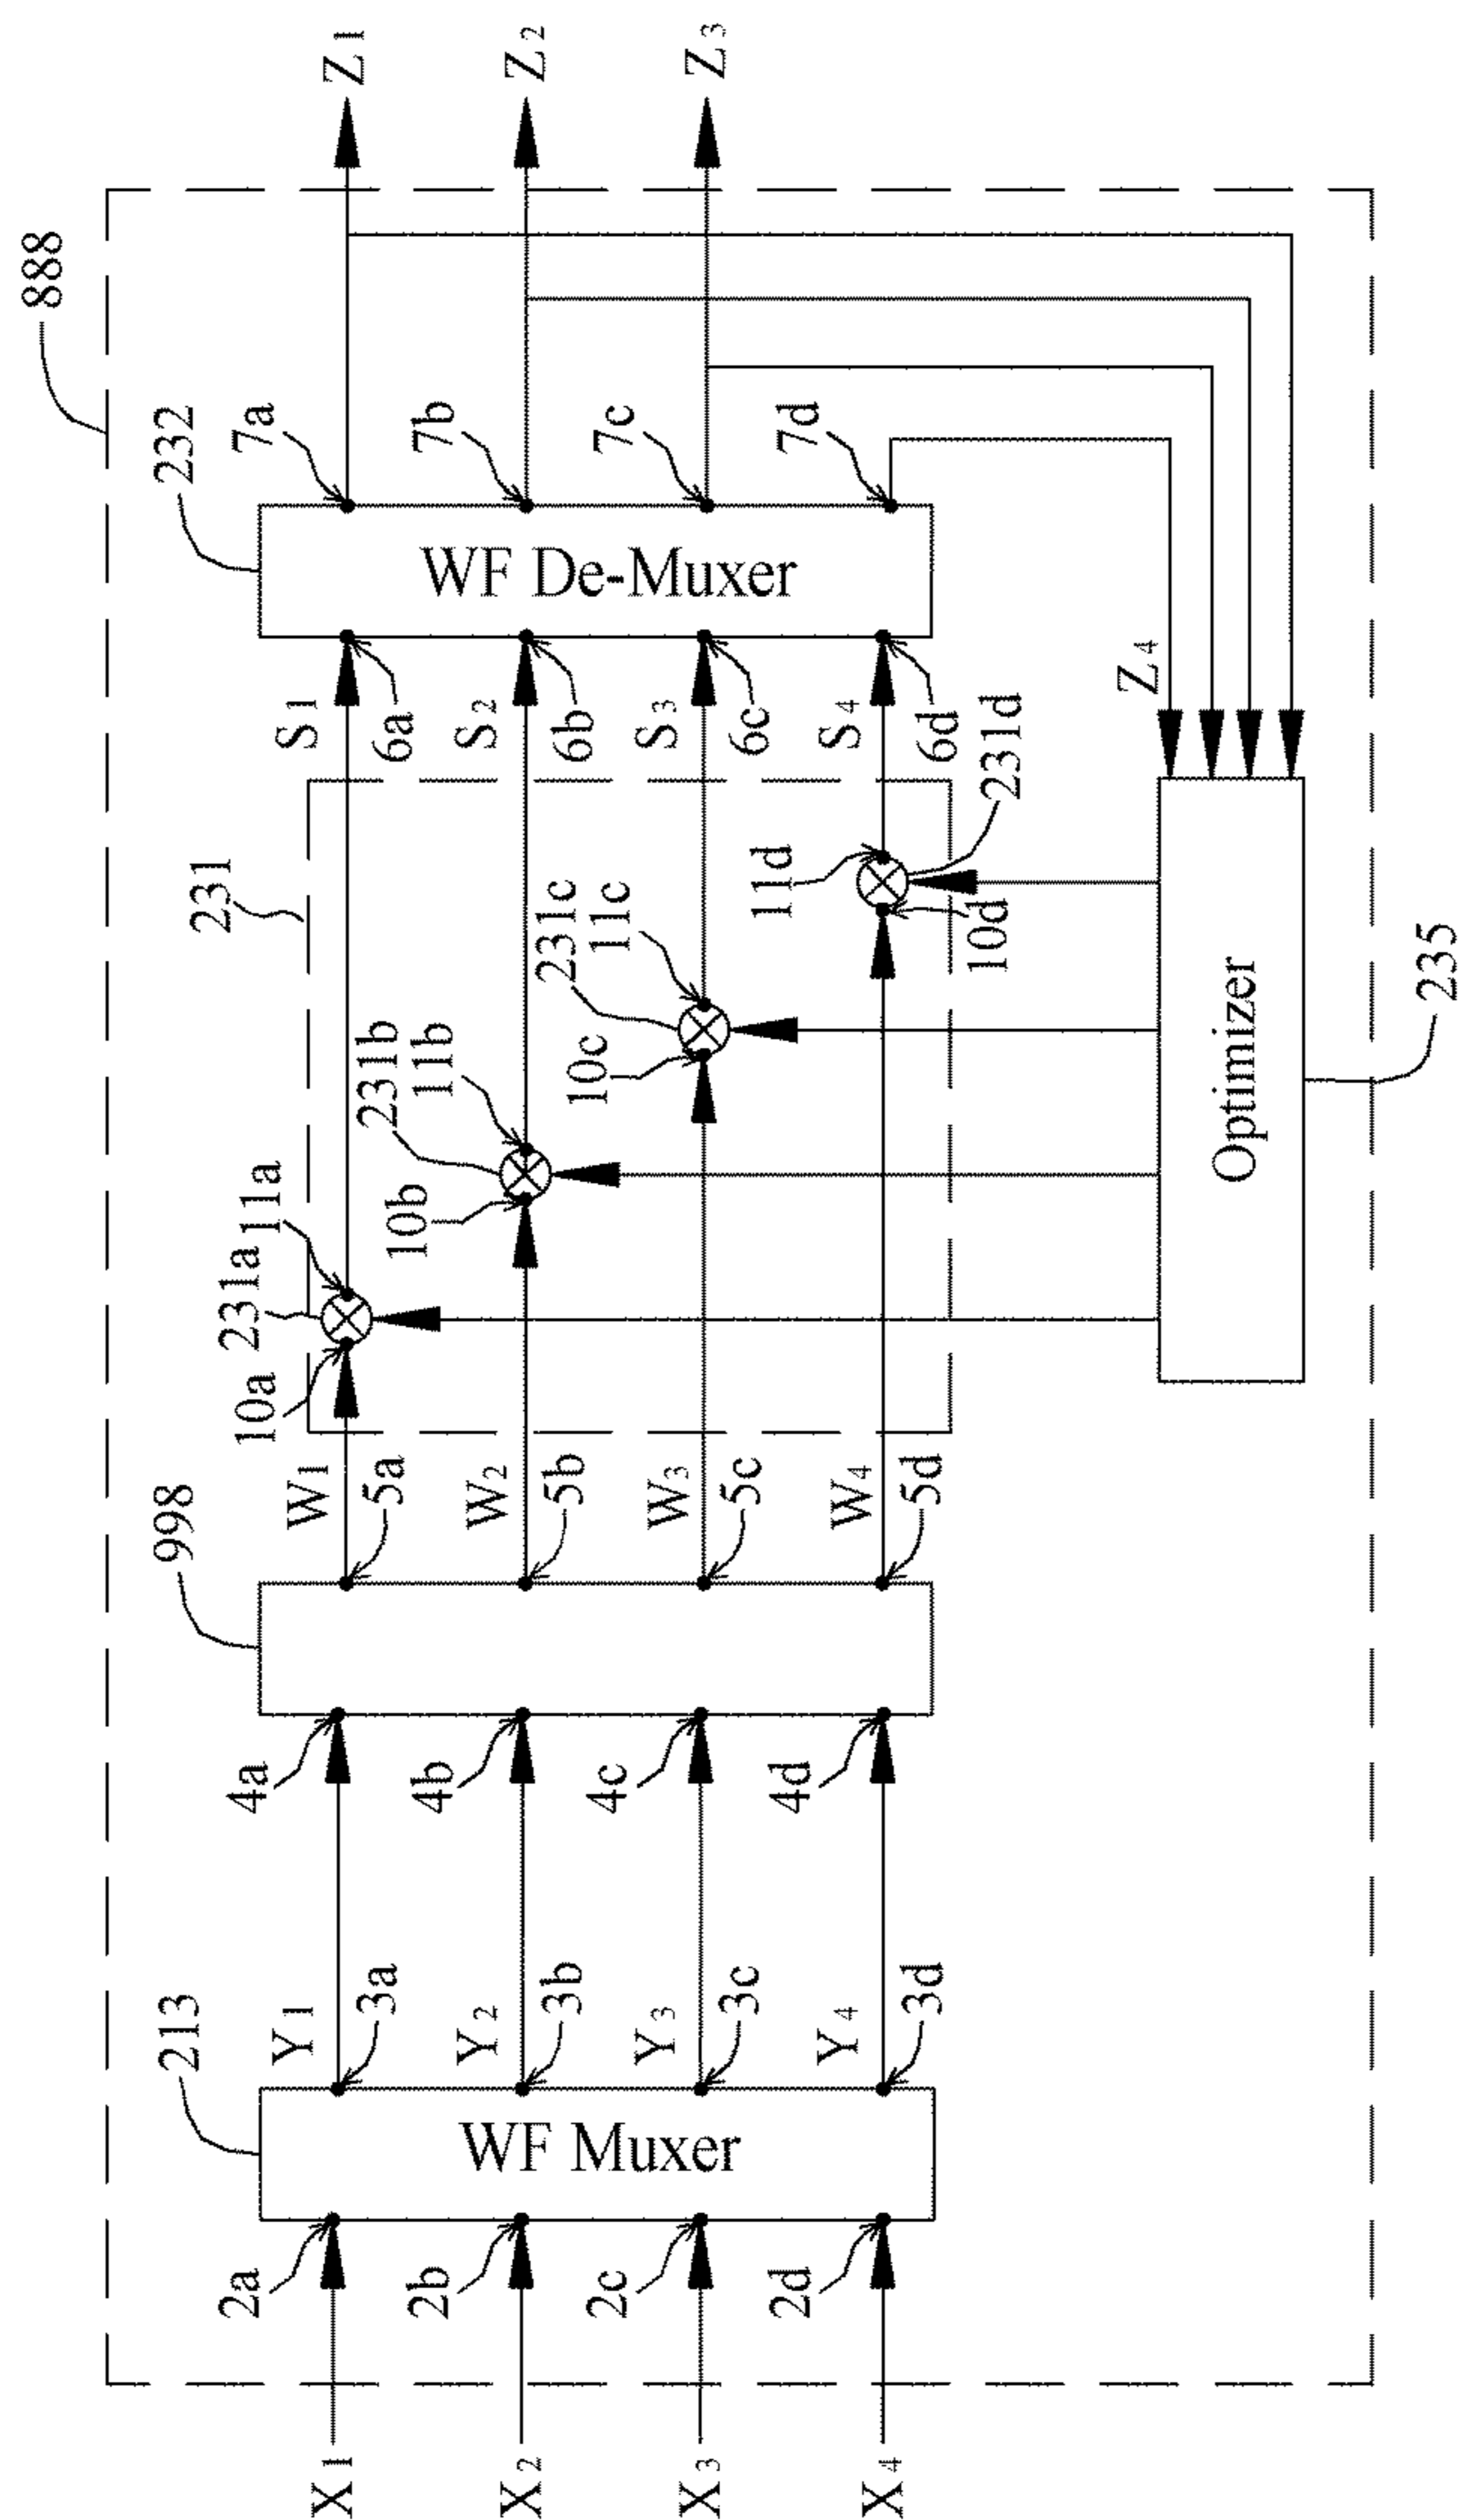 888
X1
X2
X3
X4
2a
2b
2c
2d
213
WF Muxer
Y1
3a
Y2
3b
Y3
3c
Y4
3d
4a
4b
4c
4d
998
W1
5a
W2
5b
W3
5c
W4
5d
231
10a
231a
11a
10b
231b
11b
10c
231c
11c
10d
231d
11d
S1
6a
S2
6b
S3
6c
S4
6d
232
WF De-Muxer
7a
7b
7c
7d
Z1
Z2
Z3
Z4
Optimizer
235